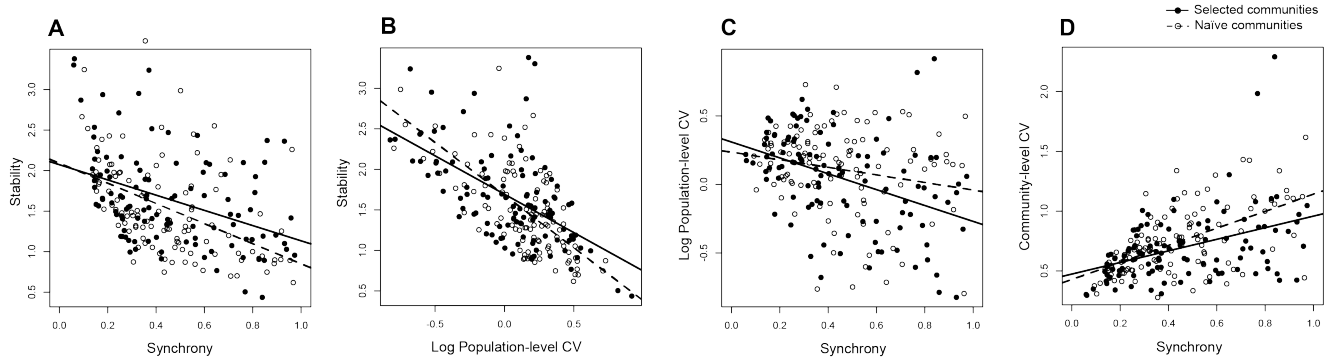 Selected communities
Naïve communities
A
B
C
D
Stability
3.0
2.5
2.0
1.5
1.0
0.5
0.0 0.2 0.4 0.6 0.8 1.0
Synchrony
Stability
3.0
2.5
2.0
1.5
1.0
0.5
-0.5 0.0 0.5
Log Population-level CV
Log Population-level CV
0.5
0.0
-0.5
0.0 0.2 0.4 0.6 0.8 1.0
Synchrony
Community-level CV
2.0
1.5
1.0
0.5
0.0 0.2 0.4 0.6 0.8 1.0
Synchrony